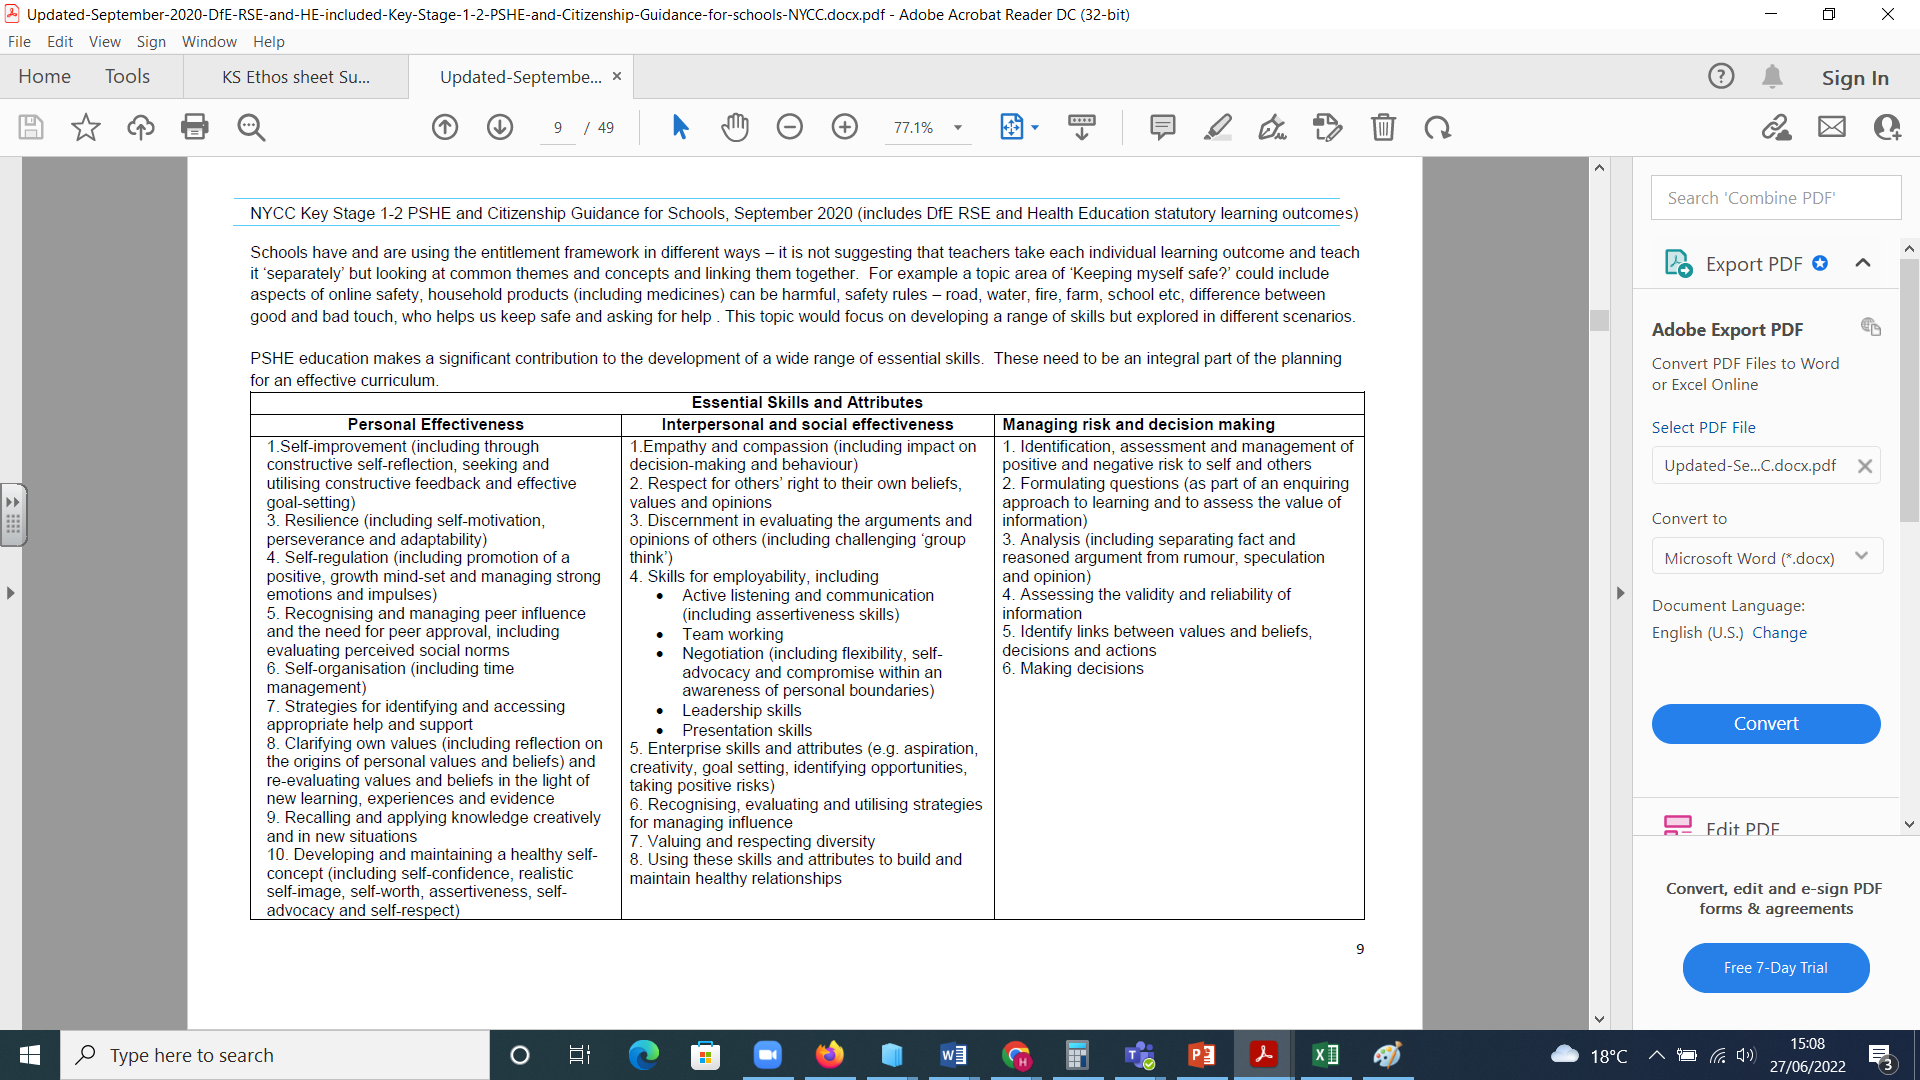 Updated-September-2020-DfE-RSE-and-HE-included-Key-Stage-1-2-PSHE-and-Citizenship-Guidance-for-schools-NYCC.docx.pdf - Adobe Acrobat Reader DC (32-bit)
File Edit View Sign Window Help
Home Tools KS Ethos sheet Su... Updated-Septembe... × Sign In
9 / 49 77.1%
NYCC Key Stage 1-2 PSHE and Citizenship Guidance for Schools, September 2020 (includes DfE RSE and Health Education statutory learning outcomes)
Schools have and are using the entitlement framework in different ways – it is not suggesting that teachers take each individual learning outcome and teach
it ‘separately’ but looking at common themes and concepts and linking them together.  For example a topic area of ‘Keeping myself safe?’ could include
aspects of online safety, household products (including medicines) can be harmful, safety rules – road, water, fire, farm, school etc, difference between
good and bad touch, who helps us keep safe and asking for help . This topic would focus on developing a range of skills but explored in different scenarios.
PSHE education makes a significant contribution to the development of a wide range of essential skills.  These need to be an integral part of the planning
for an effective curriculum.
Essential Skills and Attributes
Personal Effectiveness
1.Self-improvement (including through
constructive self-reflection, seeking and
utilising constructive feedback and effective
goal-setting)
3. Resilience (including self-motivation,
perseverance and adaptability)
4. Self-regulation (including promotion of a
positive, growth mind-set and managing strong
emotions and impulses)
5. Recognising and managing peer influence
and the need for peer approval, including
evaluating perceived social norms
6. Self-organisation (including time
management)
7. Strategies for identifying and accessing
appropriate help and support
8. Clarifying own values (including reflection on
the origins of personal values and beliefs) and
re-evaluating values and beliefs in the light of
new learning, experiences and evidence
9. Recalling and applying knowledge creatively
and in new situations
10. Developing and maintaining a healthy self-
concept (including self-confidence, realistic
self-image, self-worth, assertiveness, self-
advocacy and self-respect)
Interpersonal and social effectiveness
1.Empathy and compassion (including impact on
decision-making and behaviour)
2. Respect for others’ right to their own beliefs,
values and opinions
3. Discernment in evaluating the arguments and
opinions of others (including challenging ‘group
think’)
4. Skills for employability, including
• Active listening and communication
(including assertiveness skills)
• Team working
• Negotiation (including flexibility, self-
advocacy and compromise within an
awareness of personal boundaries)
• Leadership skills
• Presentation skills
5. Enterprise skills and attributes (e.g. aspiration,
creativity, goal setting, identifying opportunities,
taking positive risks)
6. Recognising, evaluating and utilising strategies
for managing influence
7. Valuing and respecting diversity
8. Using these skills and attributes to build and
maintain healthy relationships
Managing risk and decision making
1. Identification, assessment and management of
positive and negative risk to self and others
2. Formulating questions (as part of an enquiring
approach to learning and to assess the value of
information)
3. Analysis (including separating fact and
reasoned argument from rumour, speculation
and opinion)
4. Assessing the validity and reliability of
information
5. Identify links between values and beliefs,
decisions and actions
6. Making decisions
9
Search 'Combine PDF'
Export PDF
Adobe Export PDF
Convert PDF Files to Word
or Excel Online
Select PDF File
Updated-Se...C.docx.pdf
Convert to
Microsoft Word (*.docx)
Document Language:
English (U.S.) Change
Convert
Edit PDF
Convert, edit and e-sign PDF
forms & agreements
Free 7-Day Trial
Type here to search
18°C
15:08
27/06/2022
3